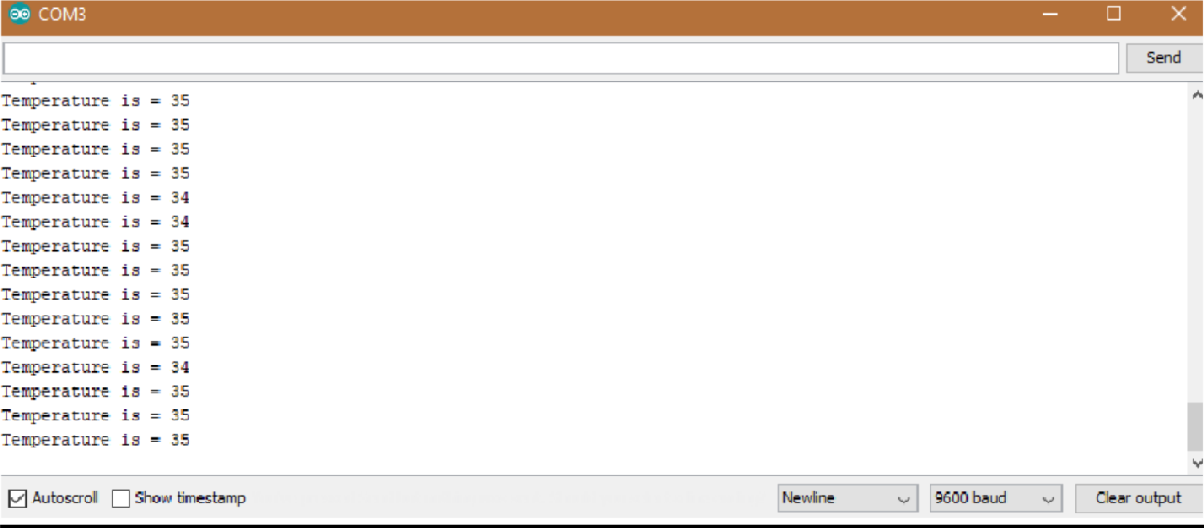 COM3
Send
Temperature is = 35
Temperature is = 35
Temperature is = 35
Temperature is = 35
Temperature is = 34
Temperature is = 34
Temperature is = 35
Temperature is = 35
Temperature is = 35
Temperature is = 35
Temperature is = 35
Temperature is = 34
Temperature is = 35
Temperature is = 35
Temperature is = 35
Autoscroll Show timestamp Newline 9600 baud Clear output